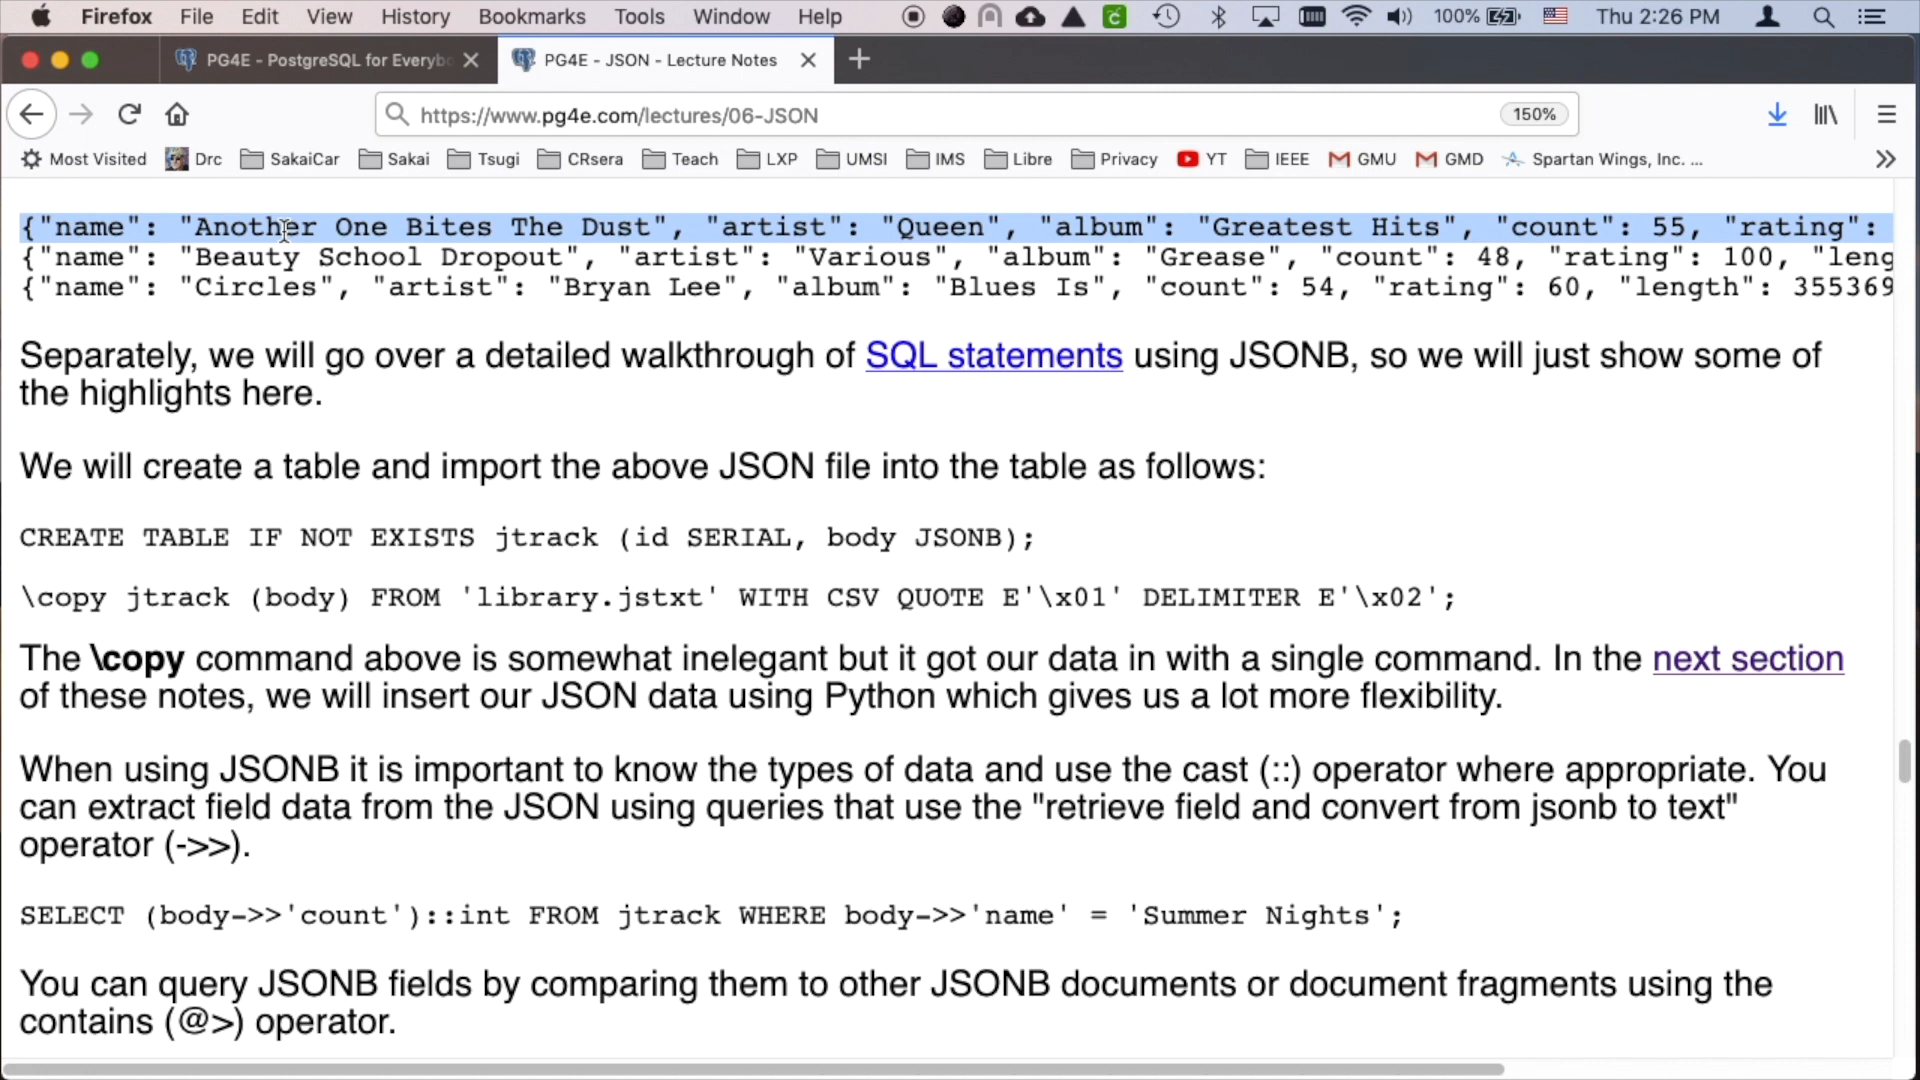 Firefox File Edit View History Bookmarks Tools Window Help 100% Thu 2:26 PM
PG4E - PostgreSQL for Everybo PG4E - JSON - Lecture Notes
https://www.pg4e.com/lectures/06-JSON 150%
Most Visited Drc SakaiCar Sakai Tsugi CRsera Teach LXP UMSI IMS Libre Privacy YT IEEE GMU GMD Spartan Wings, Inc. ...
{"name": "Another One Bites The Dust", "artist": "Queen", "album": "Greatest Hits", "count": 55, "rating":
{"name": "Beauty School Dropout", "artist": "Various", "album": "Grease", "count": 48, "rating": 100, "leng
{"name": "Circles", "artist": "Bryan Lee", "album": "Blues Is", "count": 54, "rating": 60, "length": 355369
Separately, we will go over a detailed walkthrough of SQL statements using JSONB, so we will just show some of
the highlights here.
We will create a table and import the above JSON file into the table as follows:
CREATE TABLE IF NOT EXISTS jtrack (id SERIAL, body JSONB);
\copy jtrack (body) FROM 'library.jstxt' WITH CSV QUOTE E'\x01' DELIMITER E'\x02';
The \copy command above is somewhat inelegant but it got our data in with a single command. In the next section
of these notes, we will insert our JSON data using Python which gives us a lot more flexibility.
When using JSONB it is important to know the types of data and use the cast (::) operator where appropriate. You
can extract field data from the JSON using queries that use the "retrieve field and convert from jsonb to text"
operator (->>).
SELECT (body->>'count')::int FROM jtrack WHERE body->>'name' = 'Summer Nights';
You can query JSONB fields by comparing them to other JSONB documents or document fragments using the
contains (@>) operator.